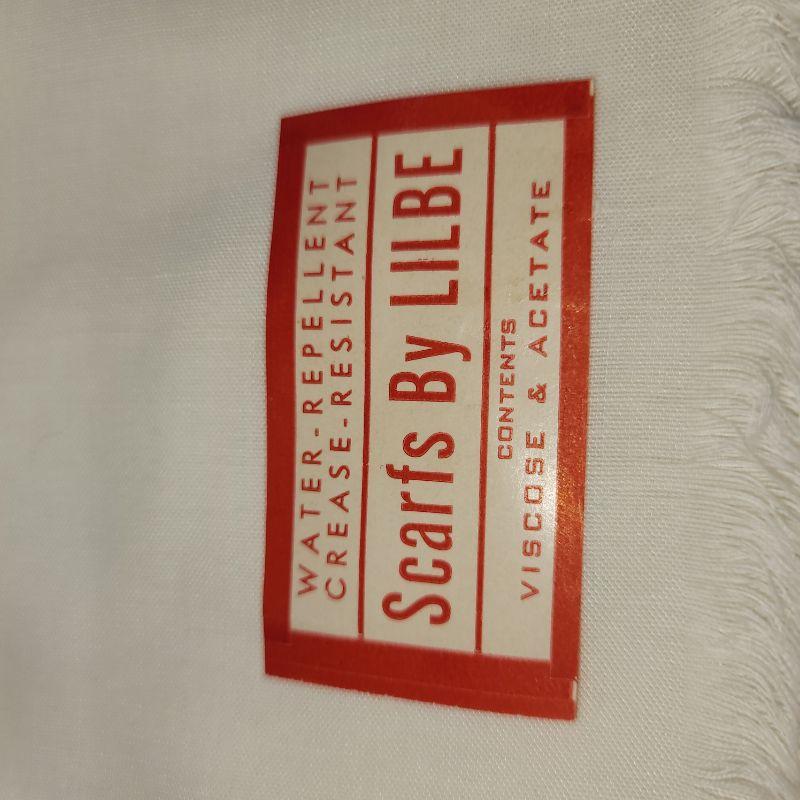 WATER-REPELLENT
CREASE-RESISTANT
Scarfs By LILBE
CONTENTS
VISCOSE & ACETATE